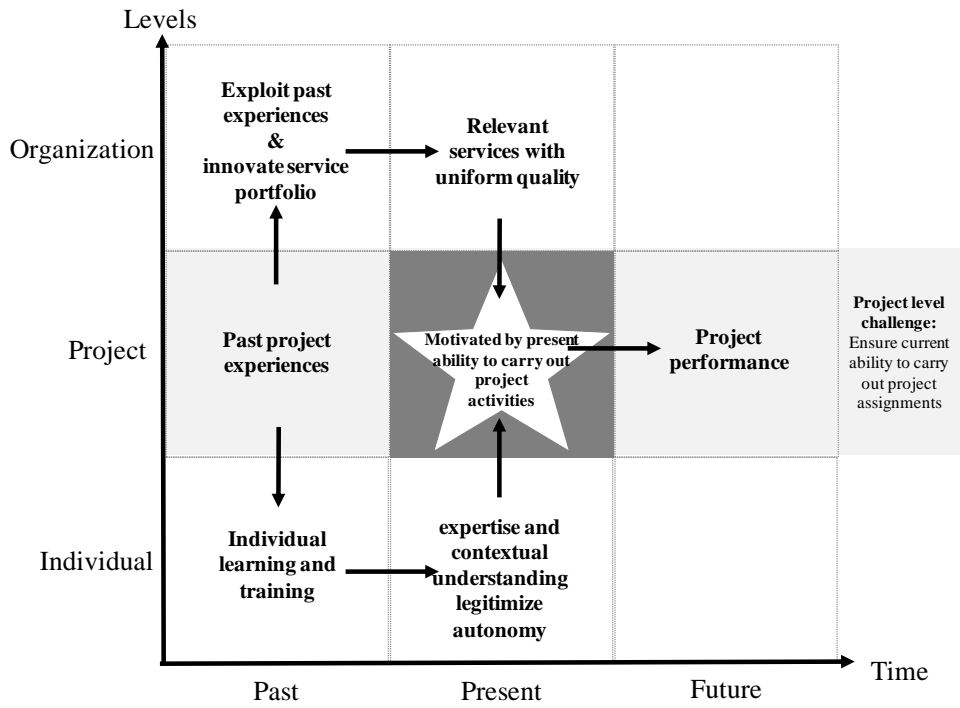 Levels
Organization
Exploit past
experiences
&
innovate service
portfolio
Relevant
services with
uniform quality
Project
Past project
experiences
Motivated by present
ability to carry out
project
activities
Project
performance
Project level
challenge:
Ensure current
ability to carry
out project
assignments
Individual
Individual
learning and
training
expertise and
contextual
understanding
legitimize
autonomy
Time
Past
Present
Future